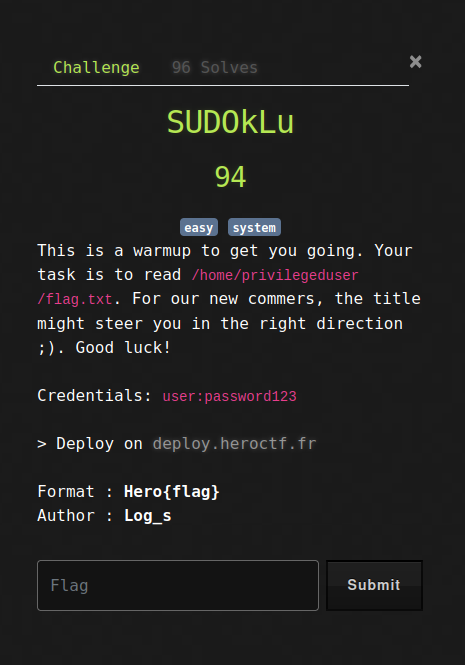 Challenge 96 Solves ×
SUDOkLu
94
easy system
This is a warmup to get you going. Your
task is to read /home/privilegeduser
/flag.txt. For our new commers, the title
might steer you in the right direction
;). Good luck!
Credentials: user:password123
> Deploy on deploy.heroctf.fr
Format : Hero{flag}
Author : Log_s
Flag Submit